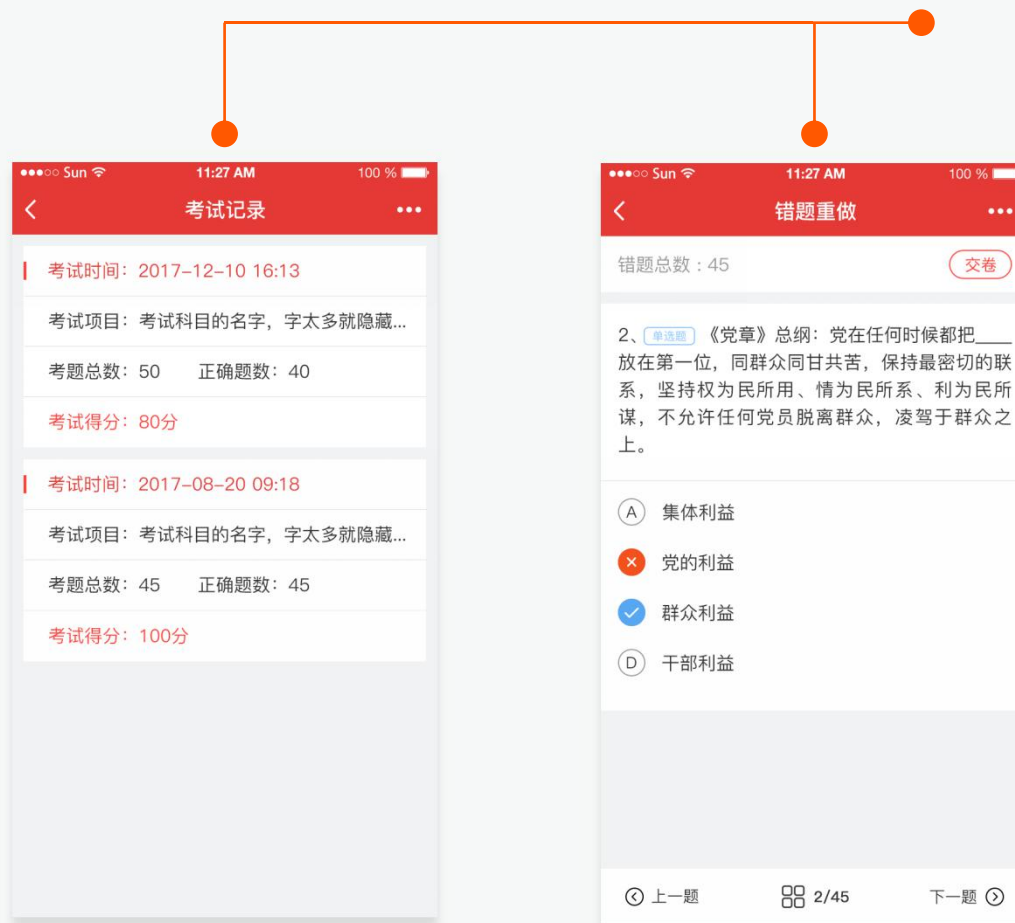 Sun 11:27 AM 100 %
考试记录
考试时间：2017-12-10 16:13
考试项目：考试科目的名字，字太多就隐藏...
考题总数：50 正确题数：40
考试得分：80分
考试时间：2017-08-20 09:18
考试项目：考试科目的名字，字太多就隐藏...
考题总数：45 正确题数：45
考试得分：100分
Sun 11:27 AM 100 %
错题重做
错题总数：45 交卷
2、单选题 《党章》总纲：党在任何时候都把____
放在第一位，同群众同甘共苦，保持最密切的联
系，坚持权为民所用、情为民所系、利为民所
谋，不允许任何党员脱离群众，凌驾于群众之
上。
A 集体利益
党的利益
群众利益
D 干部利益
上一题 2/45 下一题